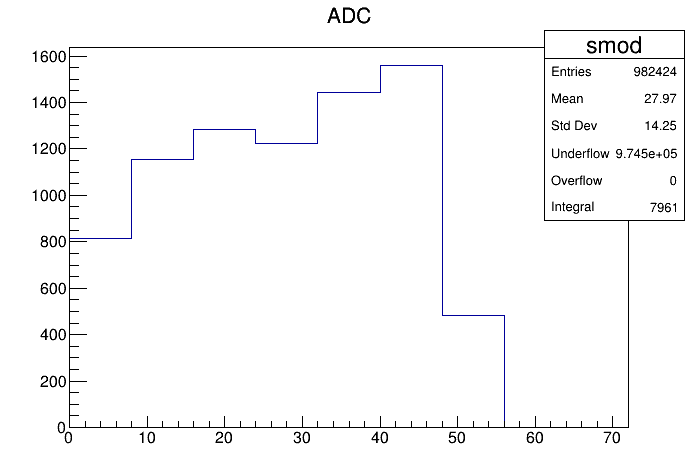 ADC
smod
Entries 982424
Mean 27.97
Std Dev 14.25
Underflow 9.745e+05
Overflow 0
Integral 7961
1600
1400
1200
1000
800
600
400
200
0
0 10 20 30 40 50 60 70